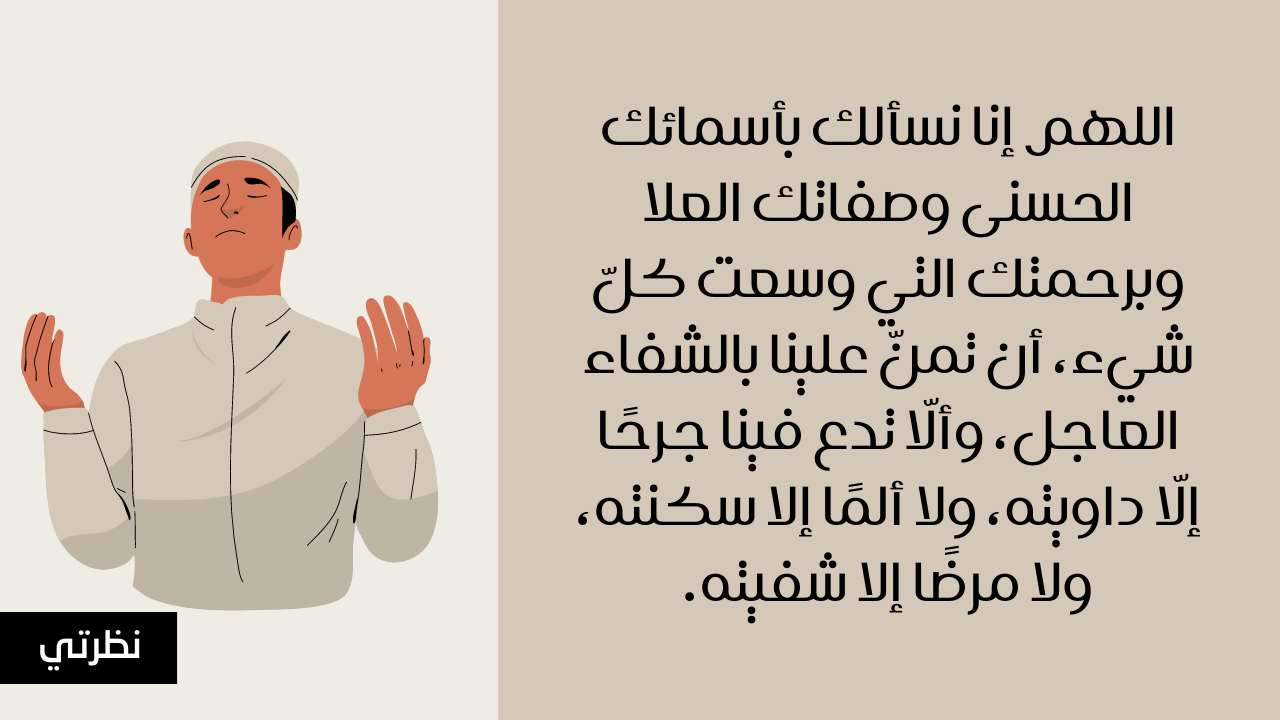 اللهم إنا نسألك بأسمائك
الحسنى وصفاتك العلا
وبرحمتك التي وسعت كلّ
شيء، أن تمنّ علينا بالشفاء
العاجل، وألّا تدع فينا جرحًا
إلّا داويته، ولا ألمًا إلا سكنته،
ولا مرضًا إلا شفيته.
نظرتي